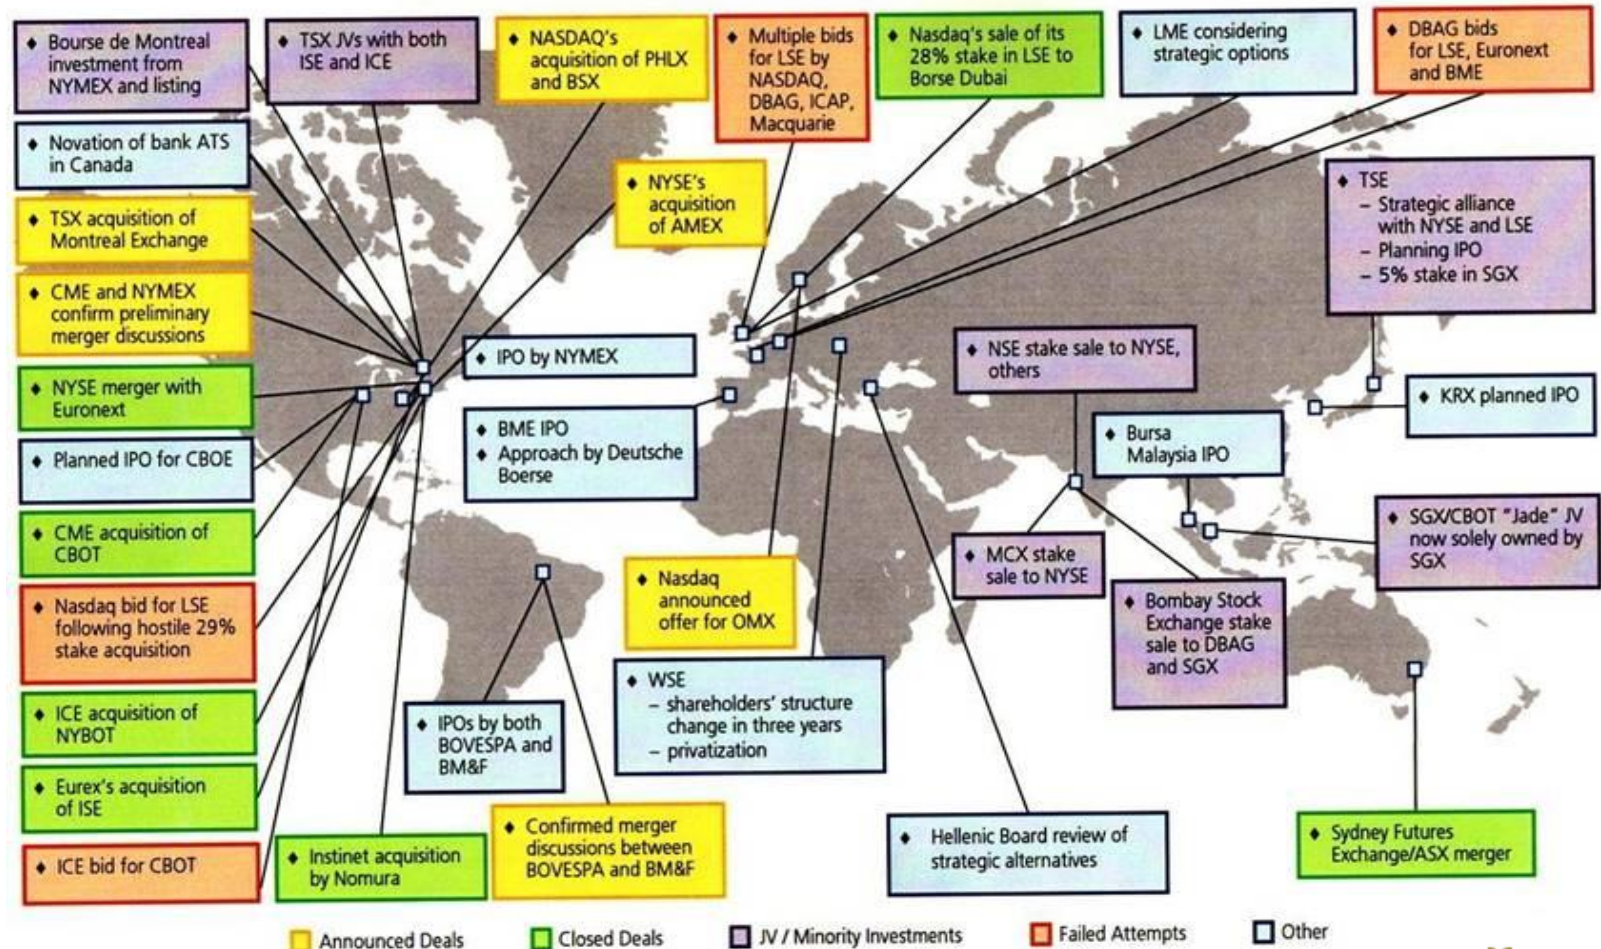 ♦ Bourse de Montreal
investment from
NYMEX and listing
♦ TSX JVs with both
ISE and ICE
♦ NASDAQ's
acquisition of PHLX
and BSX
♦ Multiple bids
for LSE by
NASDAQ,
DBAG, ICAP,
Macquarie
♦ Nasdaq's sale of its
28% stake in LSE to
Borse Dubai
♦ LME considering
strategic options
♦ DBAG bids
for LSE, Euronext
and BME
♦ Novation of bank ATS
in Canada
♦ NYSE's
acquisition
of AMEX
♦ TSE
– Strategic alliance
with NYSE and LSE
– Planning IPO
– 5% stake in SGX
♦ TSX acquisition of
Montreal Exchange
♦ CME and NYMEX
confirm preliminary
merger discussions
♦ IPO by NYMEX
♦ NSE stake sale to NYSE,
others
♦ NYSE merger with
Euronext
♦ KRX planned IPO
♦ BME IPO
♦ Approach by Deutsche
Boerse
♦ Bursa
Malaysia IPO
♦ Planned IPO for CBOE
♦ CME acquisition of
CBOT
♦ SGX/CBOT "Jade" JV
now solely owned by
SGX
♦ MCX stake
sale to NYSE
♦ Nasdaq
announced
offer for OMX
♦ Bombay Stock
Exchange stake
sale to DBAG
and SGX
♦ Nasdaq bid for LSE
following hostile 29%
stake acquisition
♦ WSE
– shareholders' structure
change in three years
– privatization
♦ ICE acquisition of
NYBOT
♦ IPOs by both
BOVESPA and
BM&F
♦ Eurex's acquisition
of ISE
♦ Confirmed merger
discussions between
BOVESPA and BM&F
♦ Hellenic Board review of
strategic alternatives
♦ Sydney Futures
Exchange/ASX merger
♦ ICE bid for CBOT
♦ Instinet acquisition
by Nomura
Announced Deals
Closed Deals
JV / Minority Investments
Failed Attempts
Other